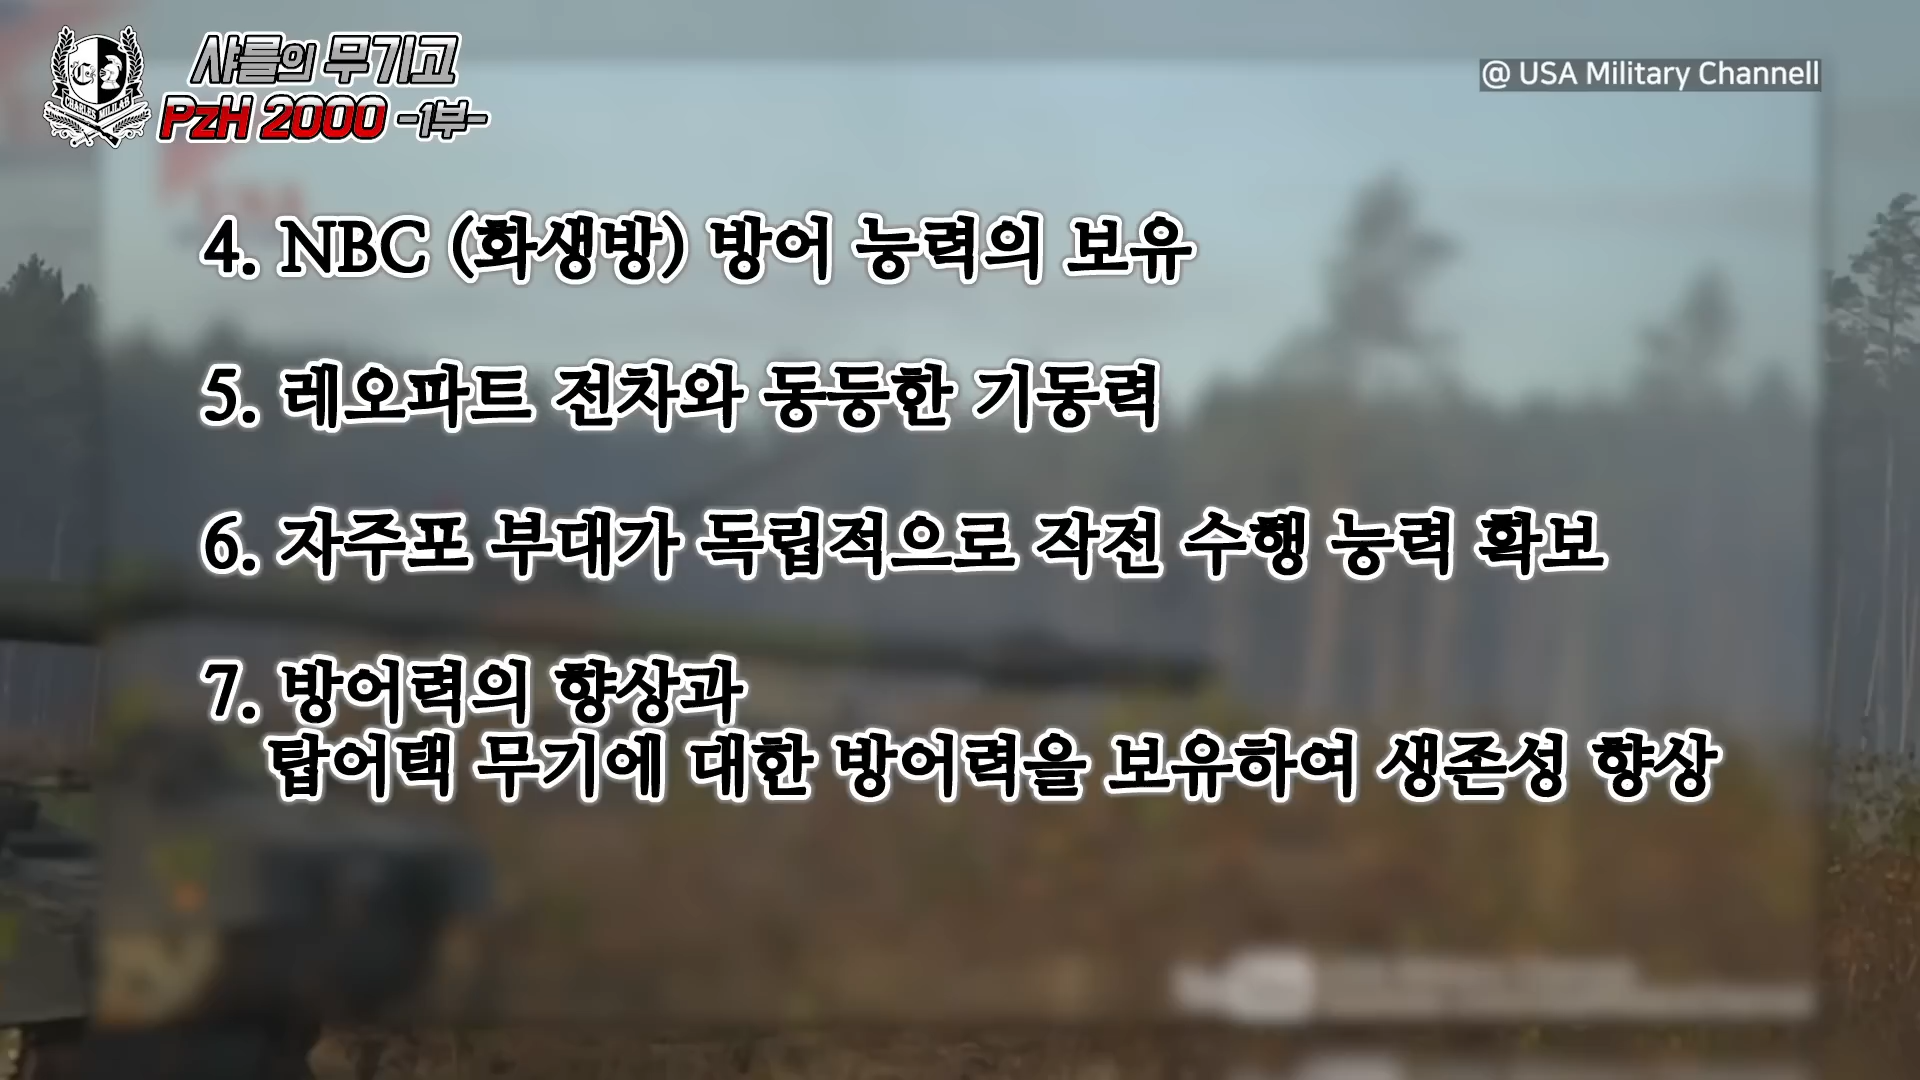 샤를의 무기고
PzH 2000 -1부-
CHARLES MILILAB
@ USA Military Channell
4. NBC (화생방) 방어 능력의 보유
5. 레오파트 전차와 동등한 기동력
6. 자주포 부대가 독립적으로 작전 수행 능력 확보
7. 방어력의 향상과
탑어택 무기에 대한 방어력을 보유하여 생존성 향상